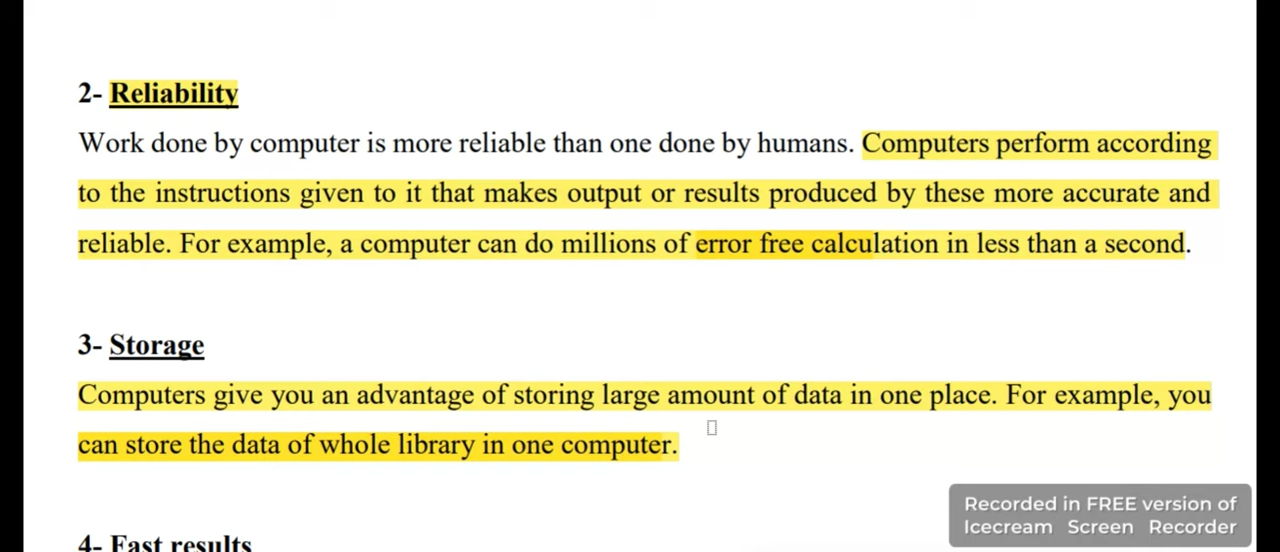 2- Reliability
Work done by computer is more reliable than one done by humans. Computers perform according
to the instructions given to it that makes output or results produced by these more accurate and
reliable. For example, a computer can do millions of error free calculation in less than a second.
3- Storage
Computers give you an advantage of storing large amount of data in one place. For example, you
can store the data of whole library in one computer.
4- Fast results
Recorded in FREE version of
Icecream Screen Recorder